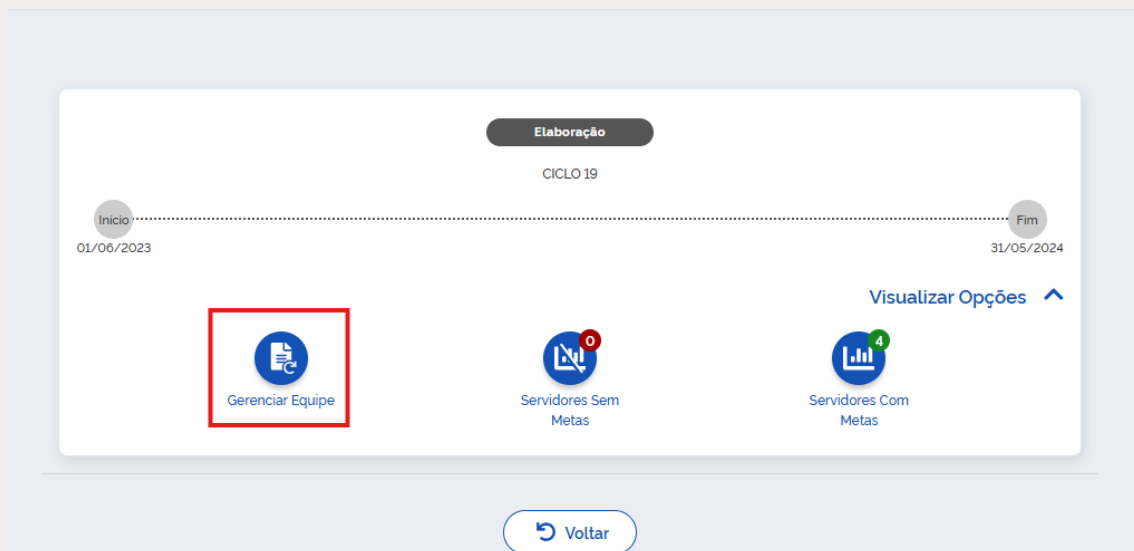 Elaboração
CICLO 19
Início
Fim
01/06/2023
31/05/2024
Visualizar Opções
0
4
Gerenciar Equipe
Servidores Sem
Metas
Servidores Com
Metas
Voltar